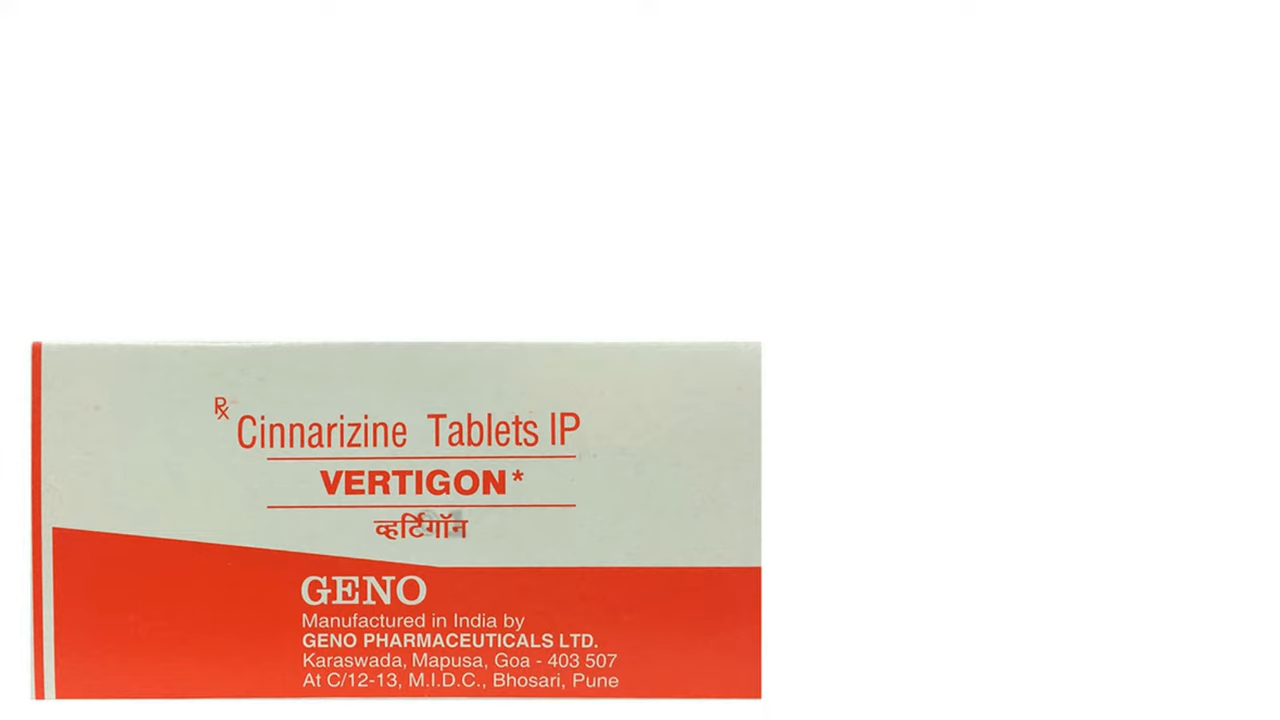 Rx Cinnarizine Tablets IP
VERTIGON*
व्हर्टिगॉन
GENO
Manufactured in India by
GENO PHARMACEUTICALS LTD.
Karaswada, Mapusa, Goa - 403 507
At C/12-13, M.I.D.C., Bhosari, Pune